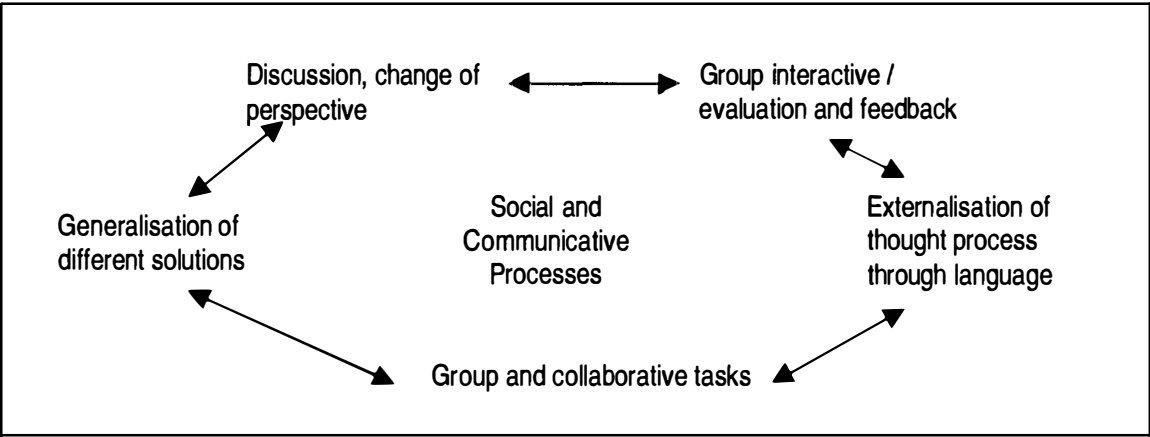 Discussion, change of
perspective
Group interactive /
evaluation and feedback
Generalisation of
different solutions
Social and
Communicative
Processes
Externalisation of
thought process
through language
Group and collaborative tasks